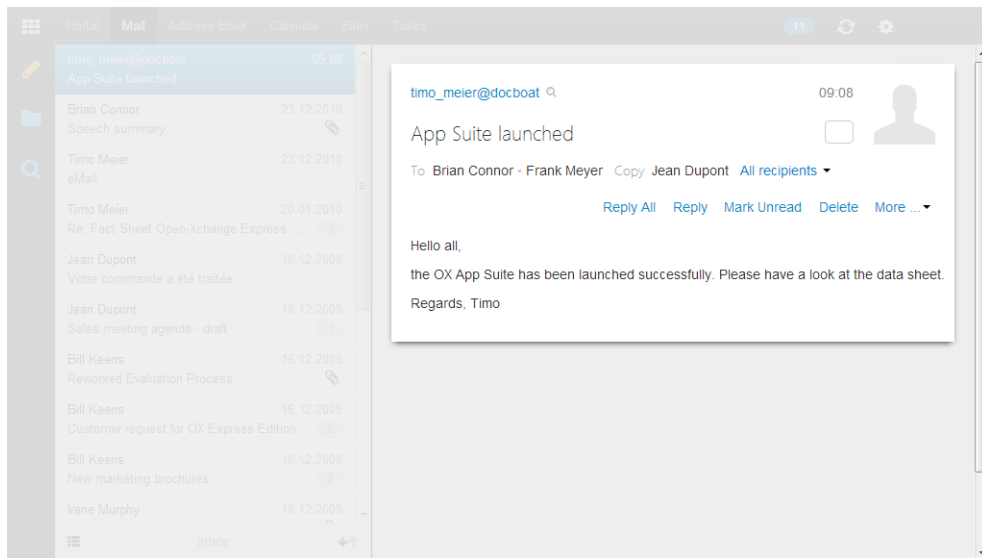 Portal Mail Address Book Calendar Files Tasks 11
timo_meier@docboat 09:08
App Suite launched
Brian Connor 23.12.2010
Speech summary
Timo Meier 23.12.2010
eMail
Timo Meier 20.01.2010
Re: Fact Sheet Open-Xchange Express ... 3
Jean Dupont 16.12.2009
Votre commande a été traitée
Jean Dupont 16.12.2009
Sales meeting agenda - draft 3
Bill Keens 16.12.2009
Reworked Evaluation Process
Bill Keens 16.12.2009
Customer request for OX Express Edition 2
Bill Keens 16.12.2009
New marketing brochures 2
Irene Murphy 16.12.2009
Inbox
timo_meier@docboat 09:08
App Suite launched
To Brian Connor • Frank Meyer Copy Jean Dupont All recipients
Reply All Reply Mark Unread Delete More ...
Hello all,
the OX App Suite has been launched successfully. Please have a look at the data sheet.
Regards, Timo